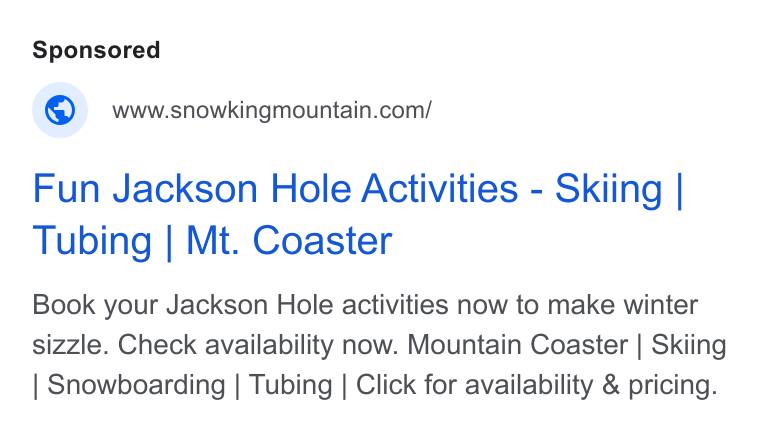 Sponsored
www.snowkingmountain.com/
Fun Jackson Hole Activities - Skiing |
Tubing | Mt. Coaster
Book your Jackson Hole activities now to make winter
sizzle. Check availability now. Mountain Coaster | Skiing
| Snowboarding | Tubing | Click for availability & pricing.